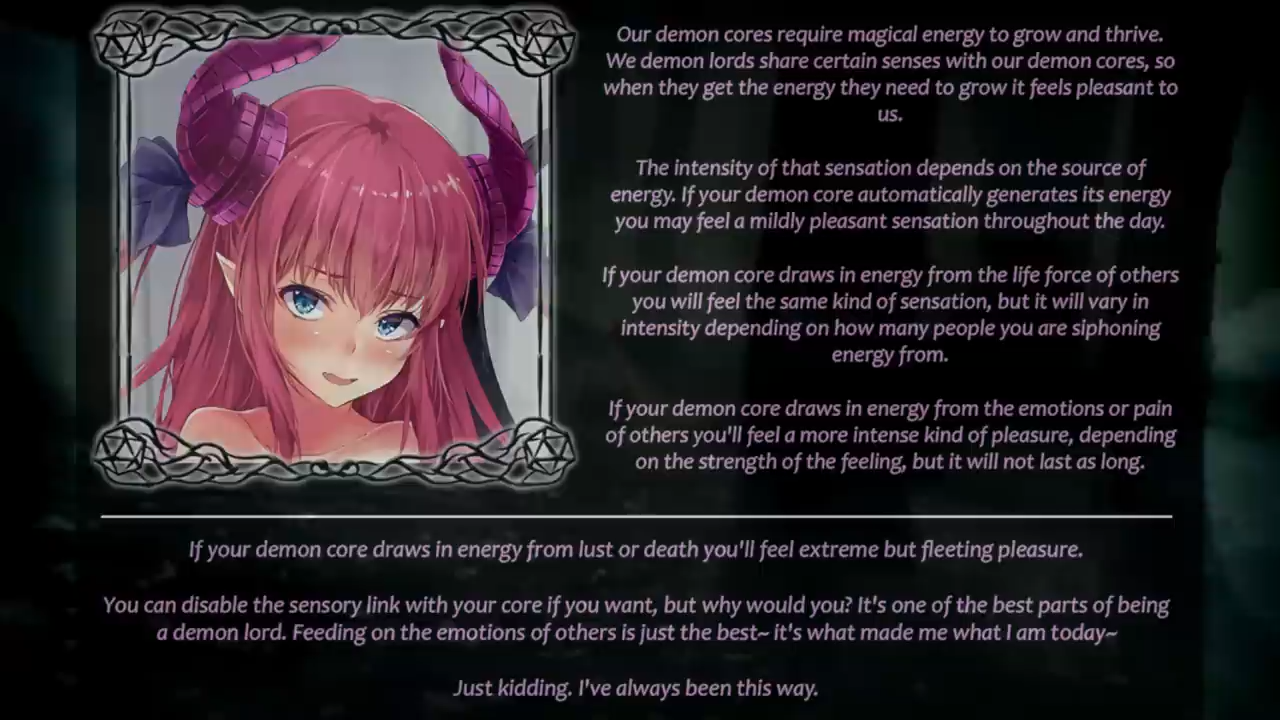 Our demon cores require magical energy to grow and thrive.
We demon lords share certain senses with our demon cores, so
when they get the energy they need to grow it feels pleasant to
us.
The intensity of that sensation depends on the source of
energy. If your demon core automatically generates its energy
you may feel a mildly pleasant sensation throughout the day.
If your demon core draws in energy from the life force of others
you will feel the same kind of sensation, but it will vary in
intensity depending on how many people you are siphoning
energy from.
If your demon core draws in energy from the emotions or pain
of others you'll feel a more intense kind of pleasure, depending
on the strength of the feeling, but it will not last as long.
If your demon core draws in energy from lust or death you'll feel extreme but fleeting pleasure.
You can disable the sensory link with your core if you want, but why would you? It's one of the best parts of being
a demon lord. Feeding on the emotions of others is just the best~ it's what made me what I am today~
Just kidding. I've always been this way.